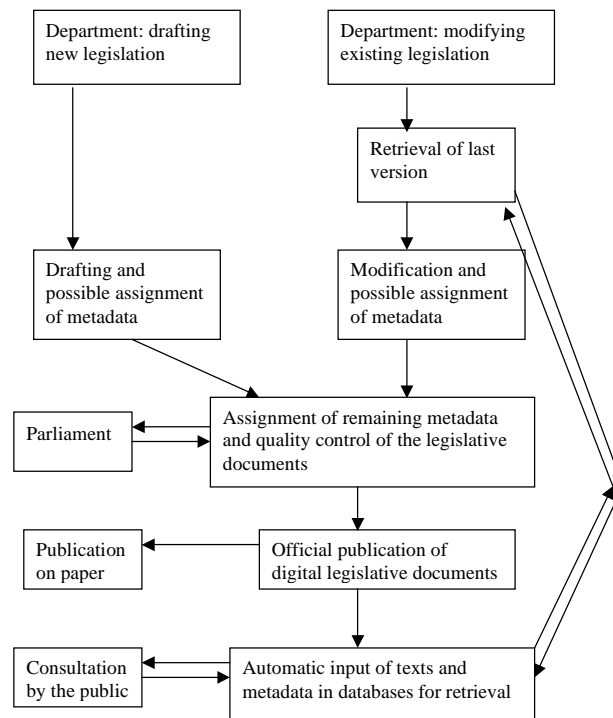 Department: drafting
new legislation
Department: modifying
existing legislation
Retrieval of last
version
Drafting and
possible assignment
of metadata
Modification and
possible assignment
of metadata
Parliament
Assignment of remaining metadata
and quality control of the legislative
documents
Publication
on paper
Official publication of
digital legislative documents
Consultation
by the public
Automatic input of texts and
metadata in databases for retrieval